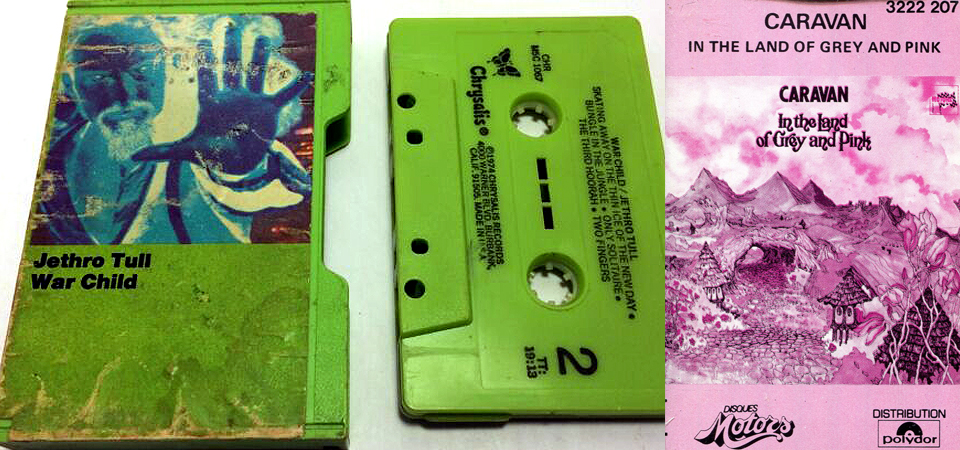 Jethro Tull
War Child
CHR
M5C 1067
Chrysalis
℗1974 CHRYSALIS RECORDS
4000 WARNER BLVD. BURBANK,
CALIF. 91505. MADE IN U.S.A.
WAR CHILD / JETHRO TULL
SKATING AWAY ON THE THIN ICE OF THE NEW DAY •
BUNGLE IN THE JUNGLE • ONLY SOLITAIRE •
THE THIRD HOORAH • TWO FINGERS
2
TT:
19:13
3222 207
CARAVAN
IN THE LAND OF GREY AND PINK
CARAVAN
In the land
of Grey and Pink
DISQUES
Motors
DISTRIBUTION
polydor